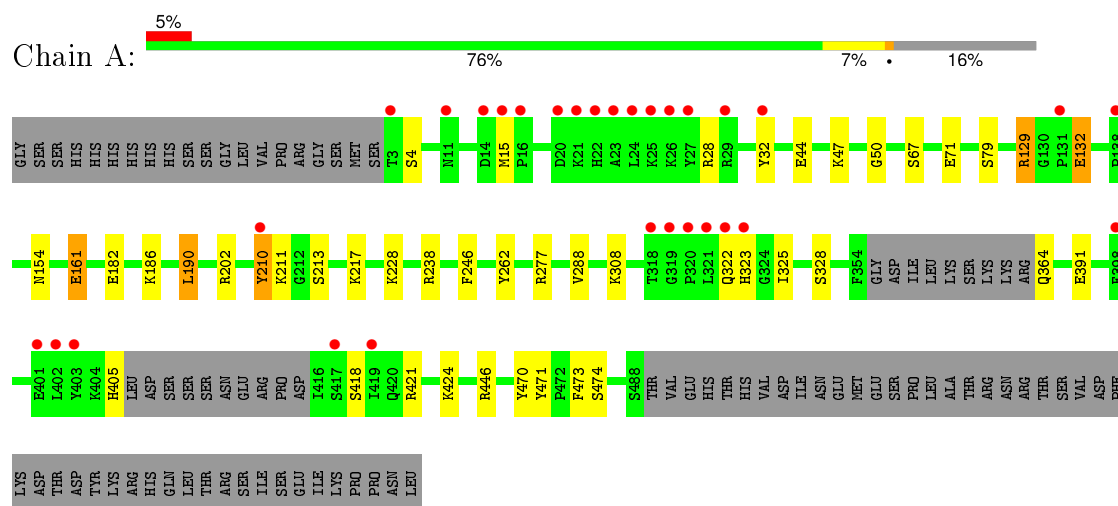 5%
Chain A:
76% 7% • 16%
GLY SER SER HIS HIS HIS HIS HIS HIS SER SER GLY LEU VAL PRO ARG GLY SER MET SER T3 S4 N11 D14 M15 P16 D20 K21 H22 A23 L24 K25 K26 Y27 R28 R29 Y32 E44 K47 G50 S67 E71 S79 R129 G130 P131 E132
N154 E161 E182 K186 L190 R202 Y210 K211 G212 S213 K217 K228 R238 F246 Y262 R277 V288 K308 T318 G319 P320 L321 Q322 H323 G324 I325 S328 F354 GLY ASP ILE LEU LYS SER LYS LYS ARG Q364 E391
E401 L402 Y403 K404 H405 LEU ASP SER SER SER ASN GLU ARG PRO ASP I416 S417 S418 I419 Q420 R421 K424 R446 Y470 Y471 P472 F473 S474 S488 THR VAL GLU HIS THR THR HIS VAL ASP ILE ASN GLU MET GLU SER PRO LEU ALA THR ARG ASN ARG THR SER VAL ASP PHE
LYS ASP THR ASP TYR LYS ARG HIS GLN LEU THR ARG SER ILE SER GLU ILE LYS PRO PRO ASN LEU